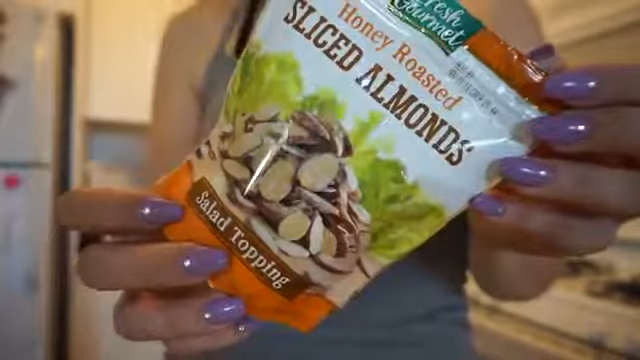 Fresh
Gourmet
Honey Roasted
SLICED ALMONDS
Salad Topping